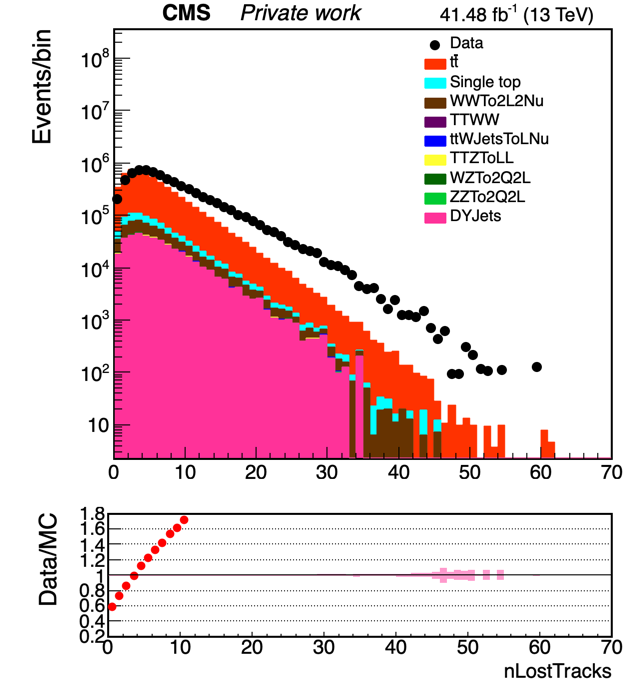 CMS Private work 41.48 fb⁻¹ (13 TeV)
Events/bin
10⁸
10⁷
10⁶
10⁵
10⁴
10³
10²
10
Data
tt̄
Single top
WWTo2L2Nu
TTWW
ttWJetsToLNu
TTZToLL
WZTo2Q2L
ZZTo2Q2L
DYJets
0 10 20 30 40 50 60 70
Data/MC
1.8
1.6
1.4
1.2
1
0.8
0.6
0.4
0.2
0 10 20 30 40 50 60 70
nLostTracks